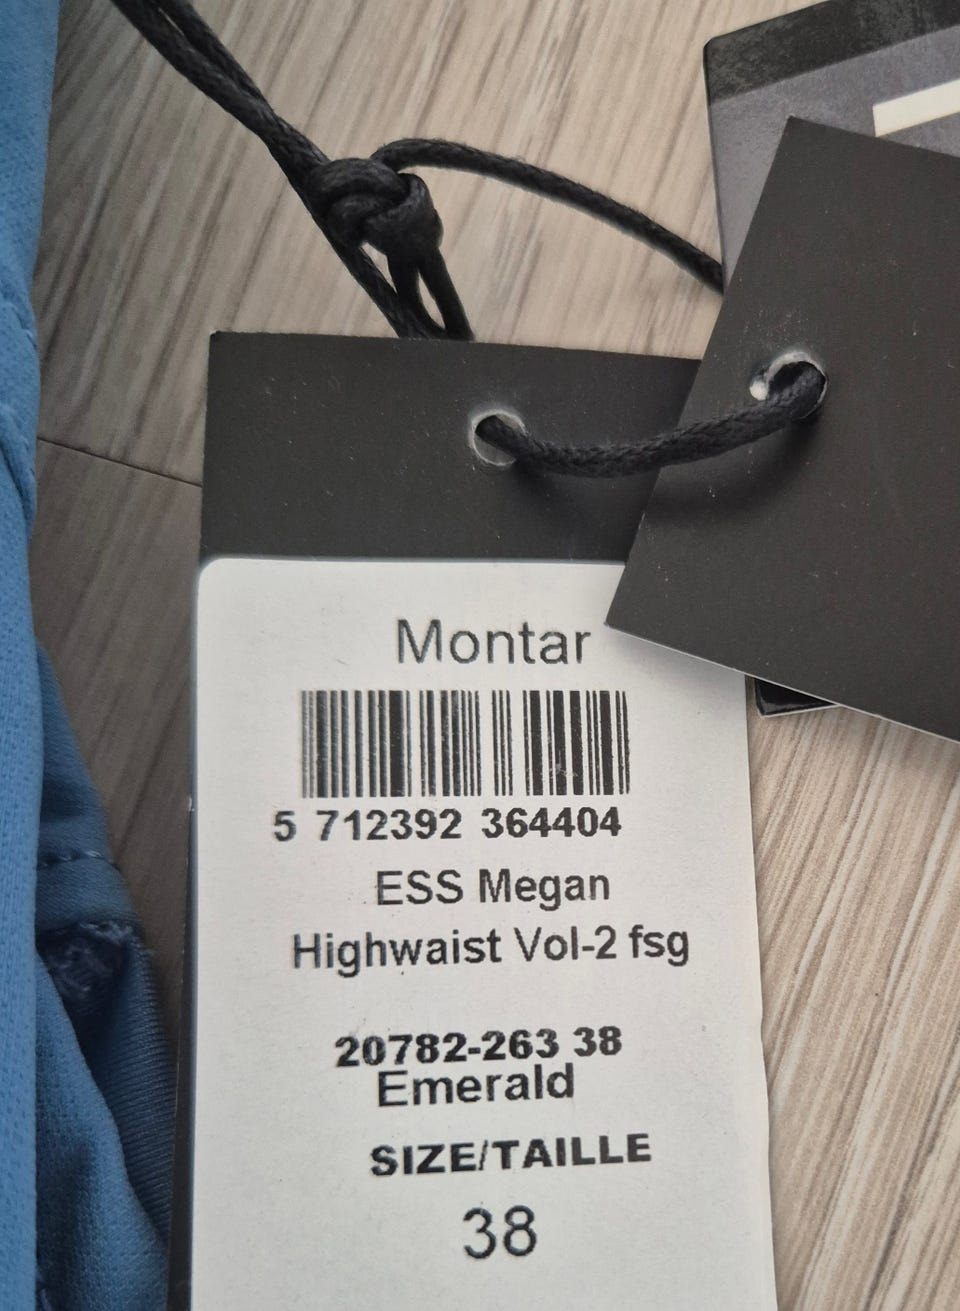 Montar
5 712392 364404
ESS Megan
Highwaist Vol-2 fsg
20782-263 38
Emerald
SIZE/TAILLE
38